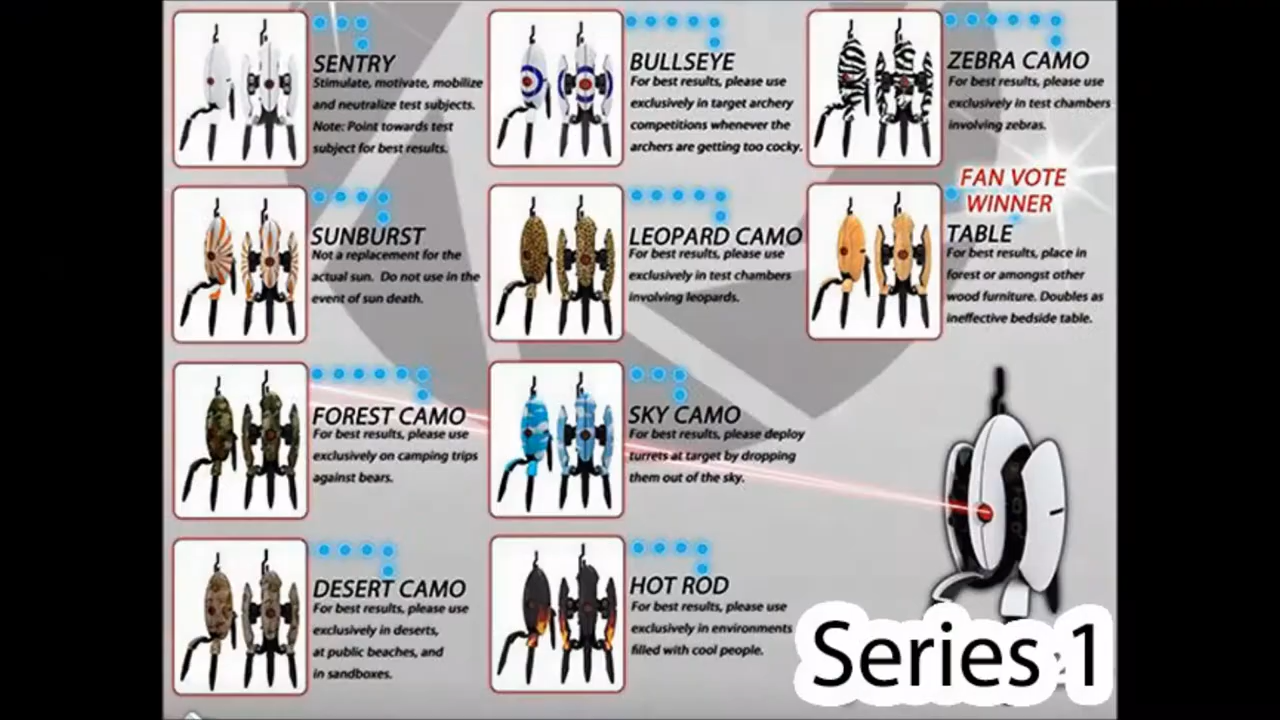 SENTRY
Stimulate, motivate, mobilize
and neutralize test subjects.
Note: Point towards test
subject for best results.
BULLSEYE
For best results, please use
exclusively in target archery
competitions whenever the
archers are getting too cocky.
ZEBRA CAMO
For best results, please use
exclusively in test chambers
involving zebras.
SUNBURST
Not a replacement for the
actual sun. Do not use in the
event of sun death.
LEOPARD CAMO
For best results, please use
exclusively in test chambers
involving leopards.
FAN VOTE
WINNER
TABLE
For best results, place in
forest or amongst other
wood furniture. Doubles as
ineffective bedside table.
FOREST CAMO
For best results, please use
exclusively on camping trips
against bears.
SKY CAMO
For best results, please deploy
turrets at target by dropping
them out of the sky.
DESERT CAMO
For best results, please use
exclusively in deserts,
at public beaches, and
in sandboxes.
HOT ROD
For best results, please use
exclusively in environments
filled with cool people.
Series 1